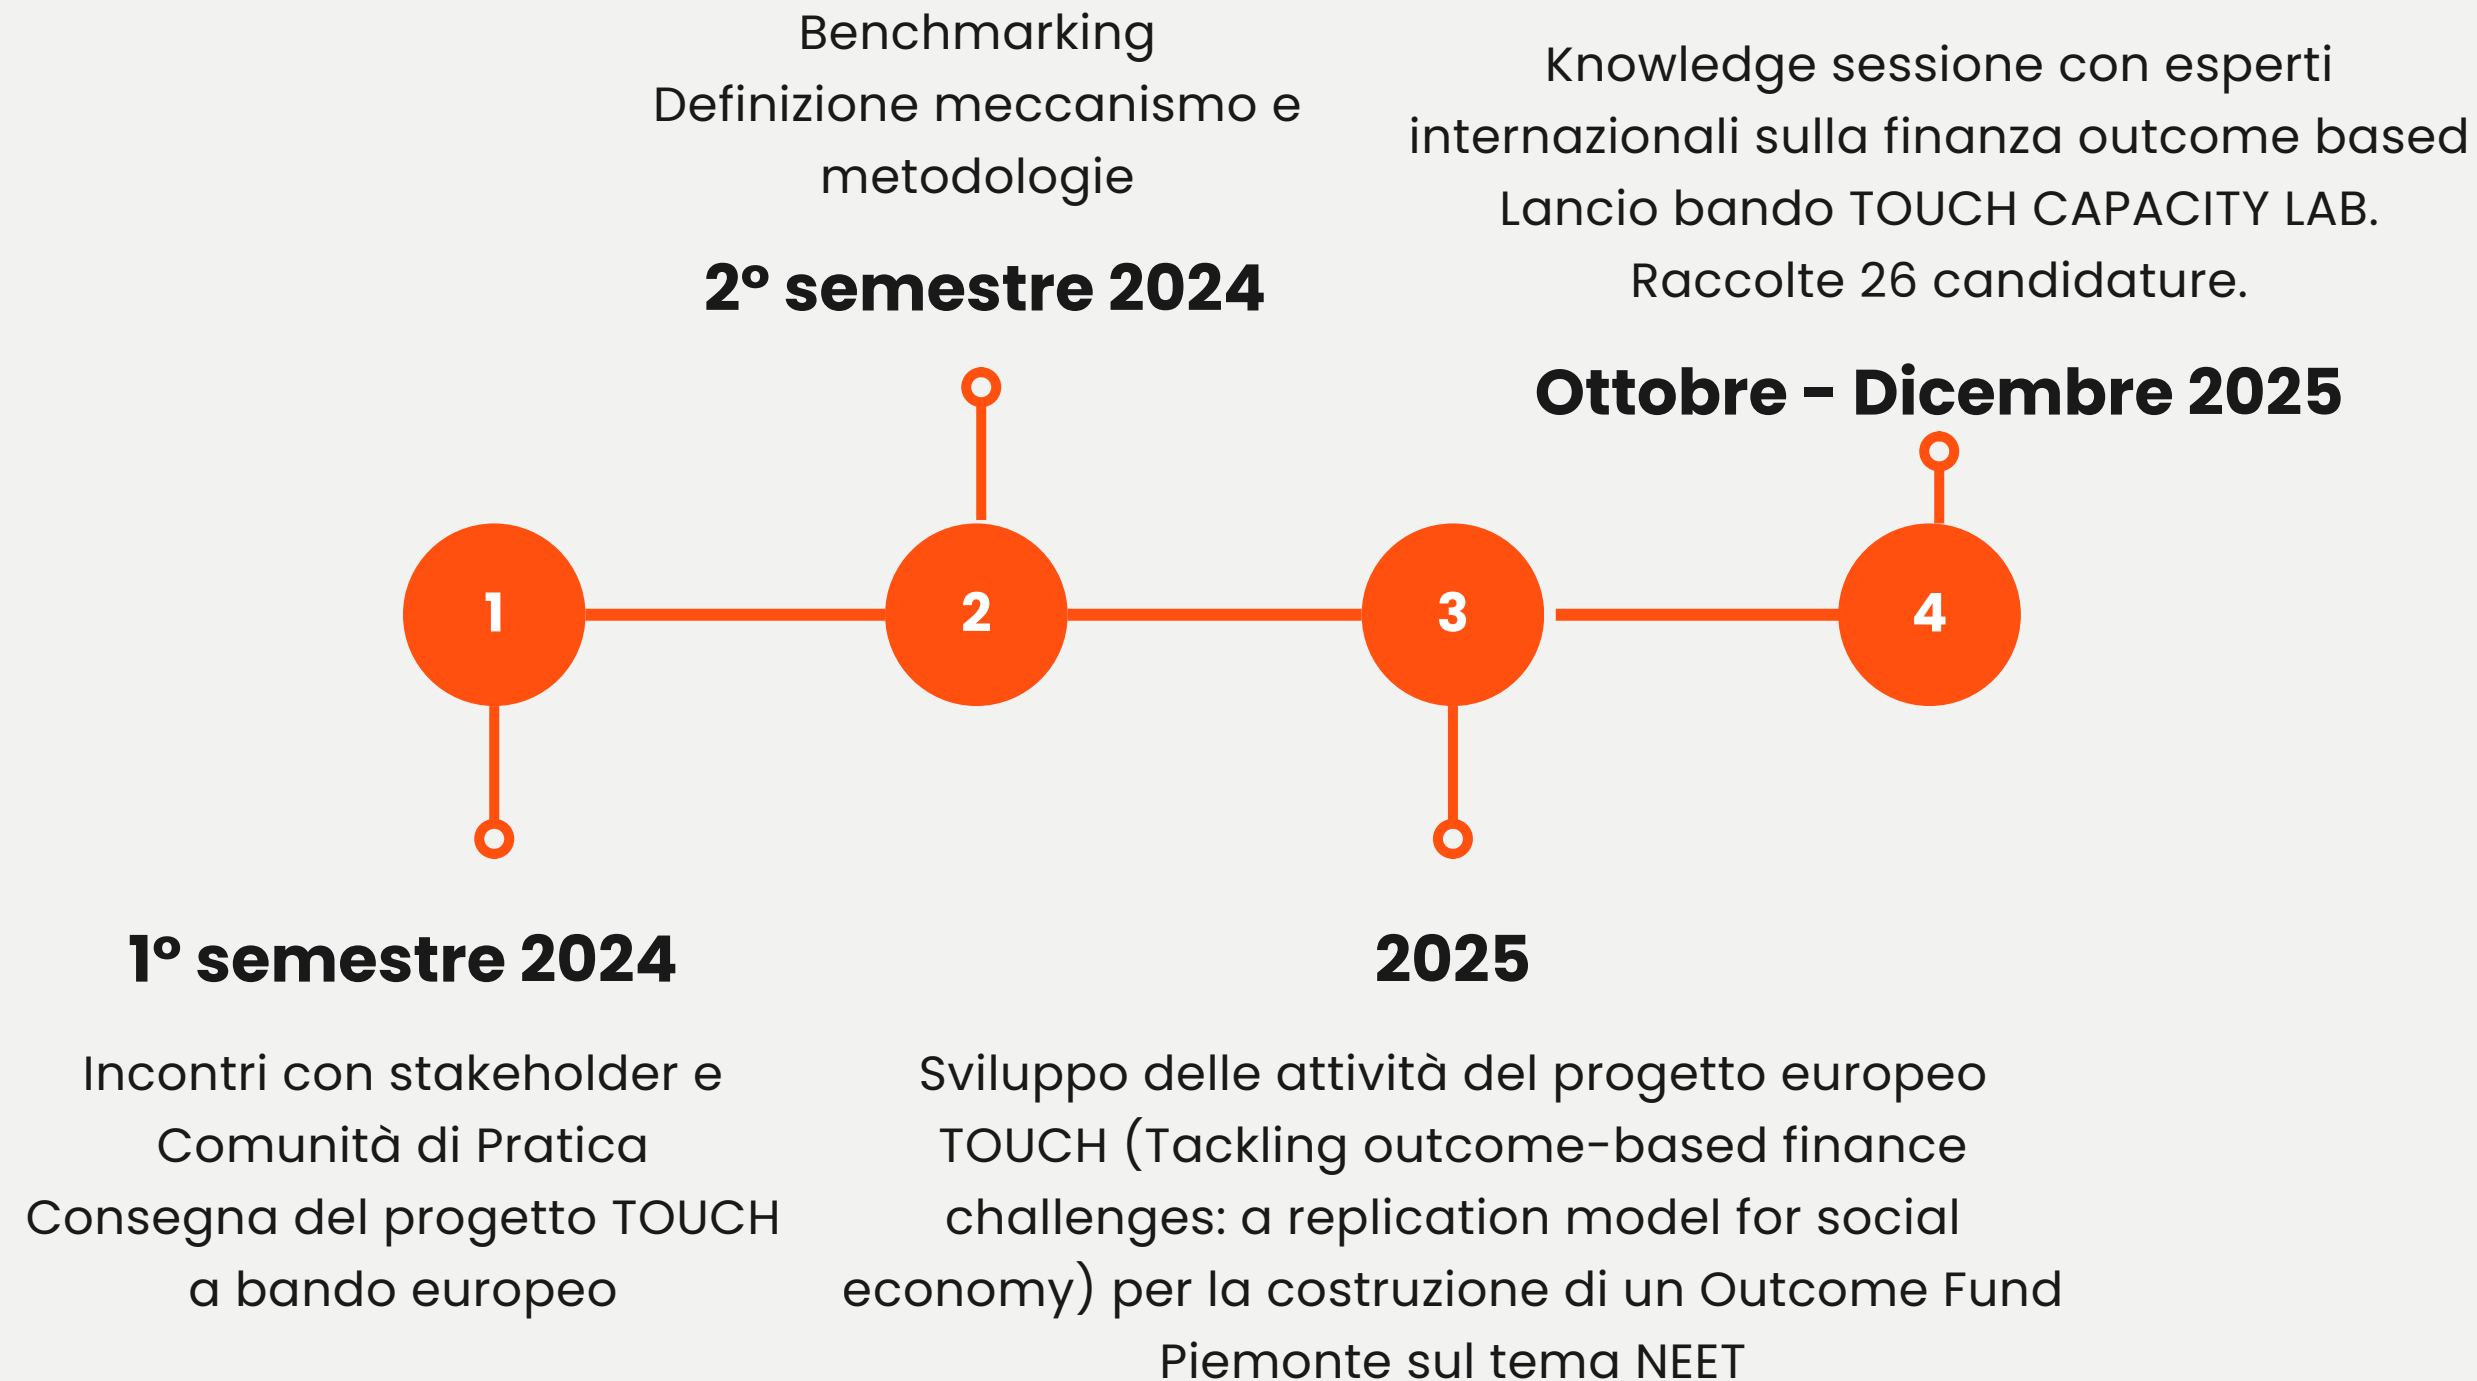 Benchmarking
Definizione meccanismo e
metodologie
2° semestre 2024
Knowledge sessione con esperti
internazionali sulla finanza outcome based
Lancio bando TOUCH CAPACITY LAB.
Raccolte 26 candidature.
Ottobre - Dicembre 2025
1
2
3
4
1° semestre 2024
Incontri con stakeholder e
Comunità di Pratica
Consegna del progetto TOUCH
a bando europeo
2025
Sviluppo delle attività del progetto europeo
TOUCH (Tackling outcome-based finance
challenges: a replication model for social
economy) per la costruzione di un Outcome Fund
Piemonte sul tema NEET